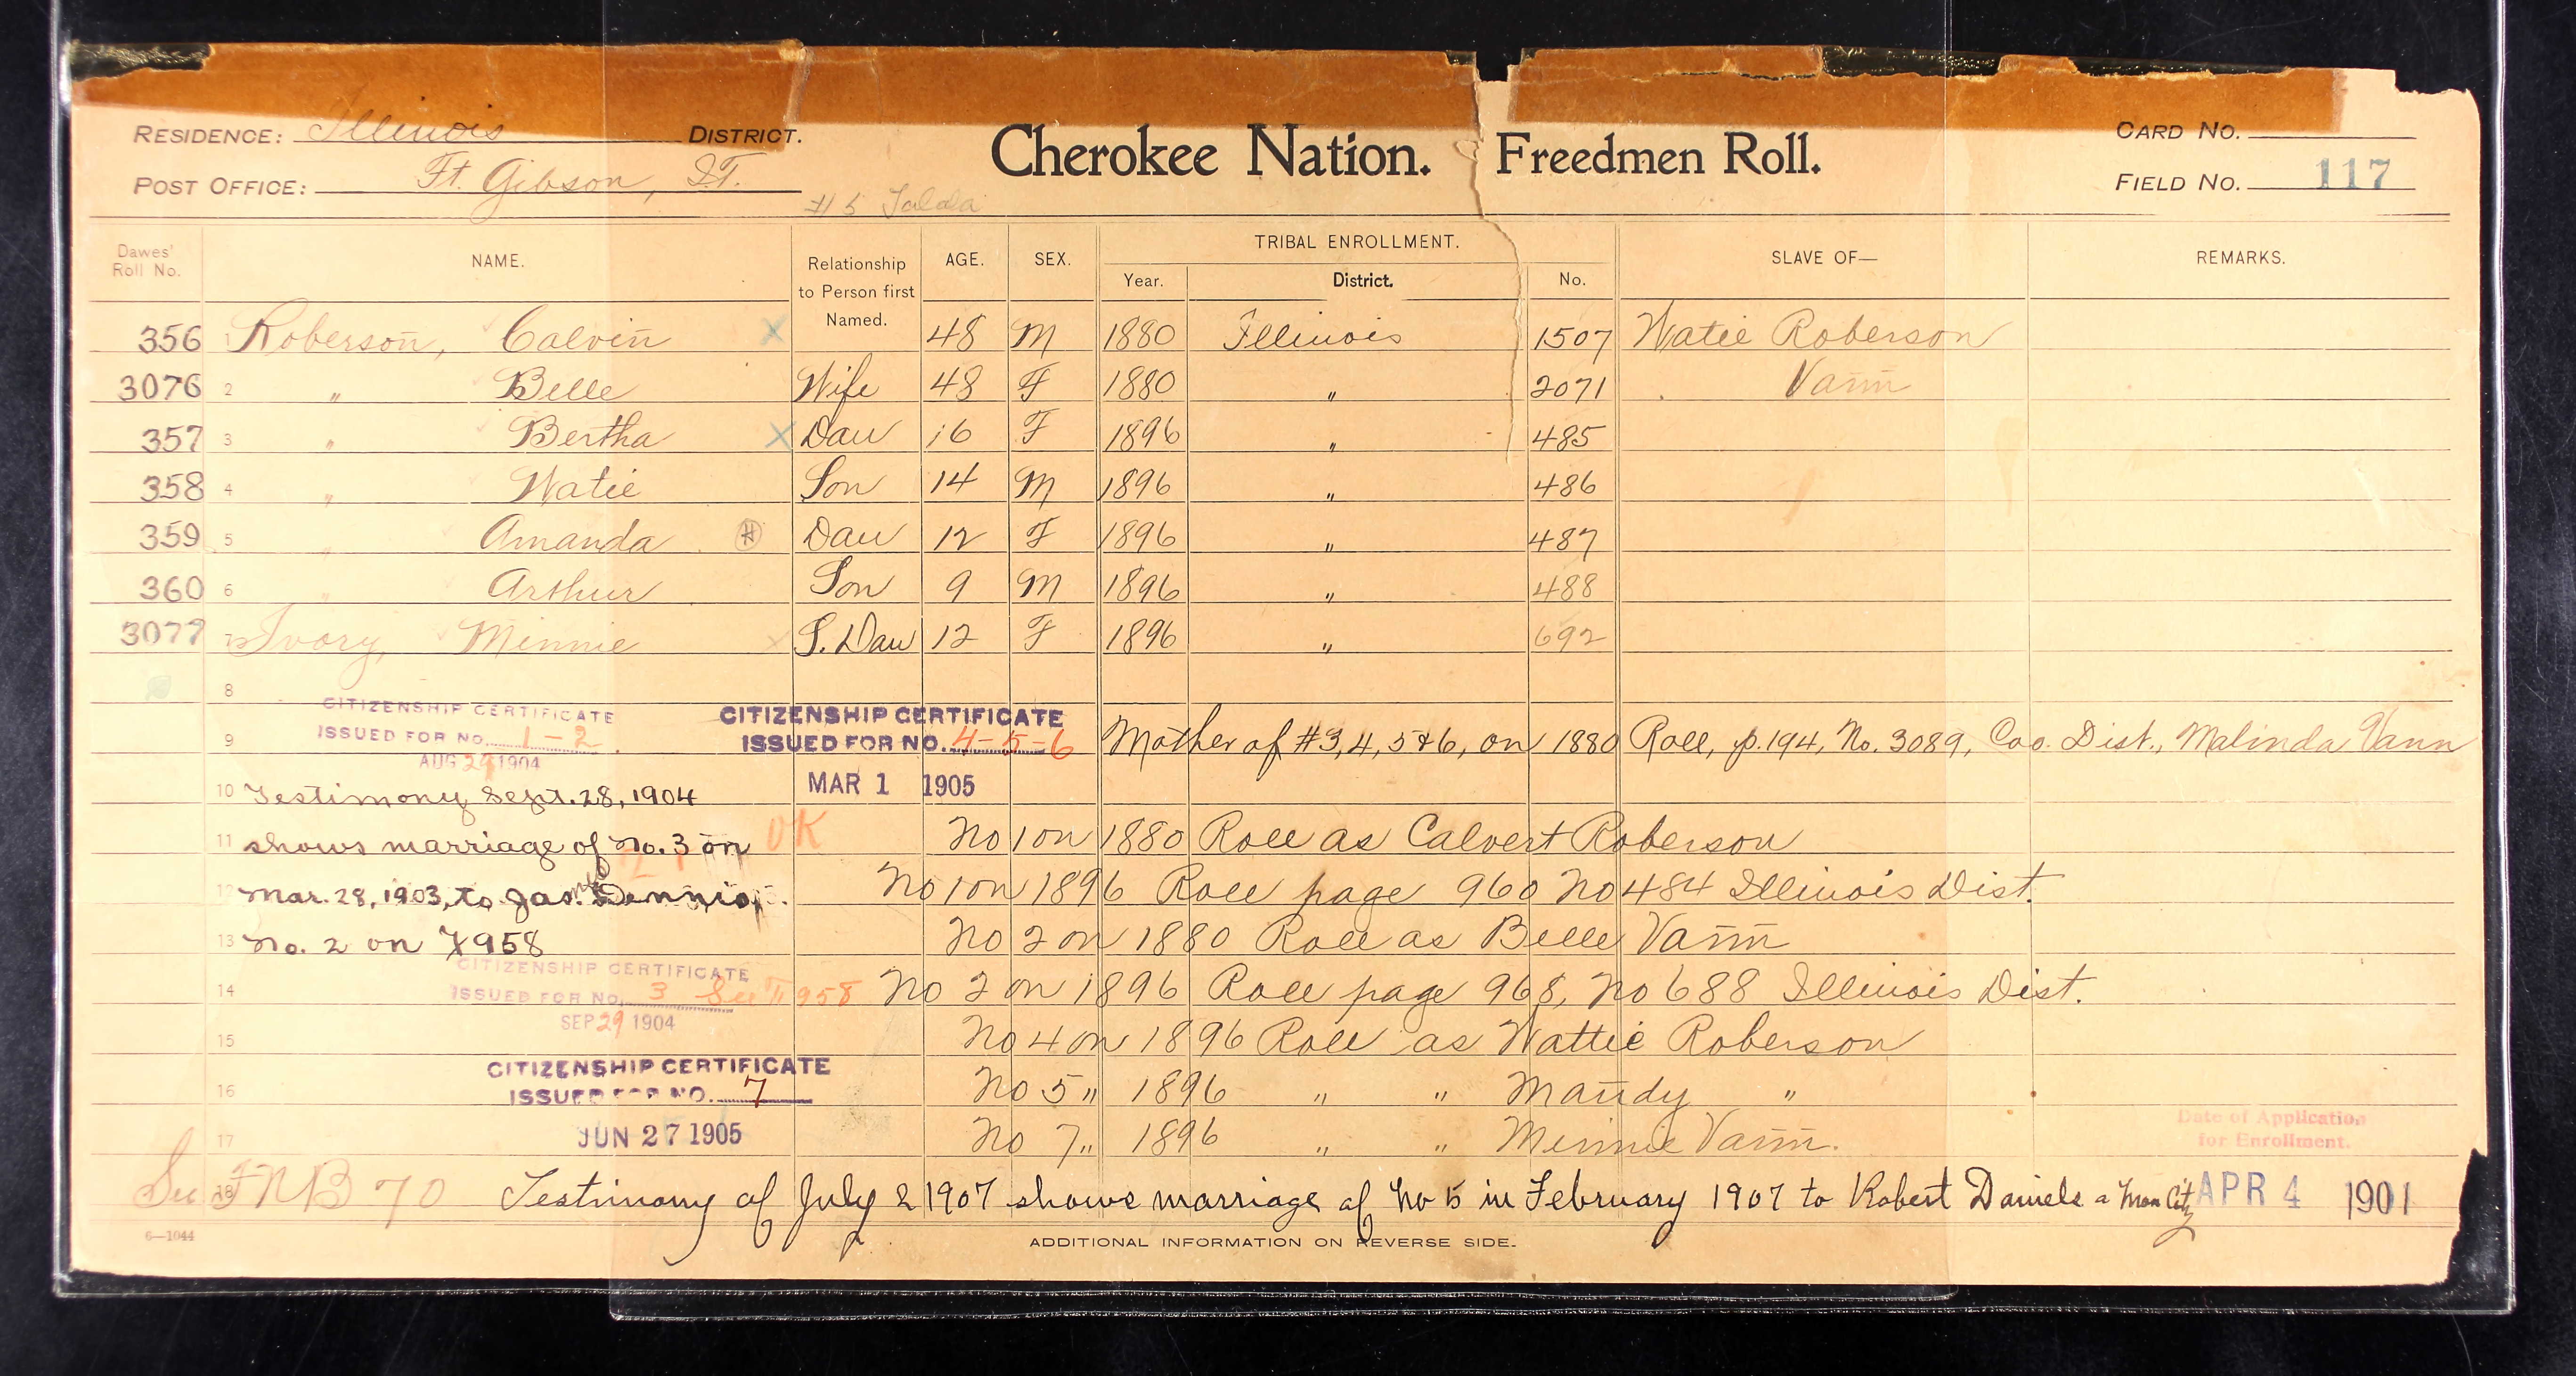 RESIDENCE: Illinois DISTRICT.
Cherokee Nation. Freedmen Roll.
CARD NO.
POST OFFICE: Ft. Gibson, I.T.
FIELD NO. 117
# 5
Dawes' Roll No. NAME. Relationship to Person first Named. AGE. SEX. TRIBAL ENROLLMENT. Year. District. No. SLAVE OF— REMARKS.
356 1 Roberson, Calvin X 48 M 1880 Illinois 1507 Watie Roberson
3076 2 " Belle Wife 48 F 1880 " 2071 Vann
357 3 " Bertha X Dau 16 F 1896 " 485
358 4 " Watie Son 14 M 1896 " 486
359 5 " Amanda Dau 12 F 1896 " 487
360 6 " Arthur Son 9 M 1896 " 488
3077 7 Ivory, Minnie X S. Dau 12 F 1896 " 692
8
CITIZENSHIP CERTIFICATE
ISSUED FOR NO. 1-2
AUG 29 1904
CITIZENSHIP CERTIFICATE
ISSUED FOR NO. 4-5-6
MAR 1 1905
9 Mother of #3, 4, 5 & 6, on 1880 Roll, p. 194, No. 3089, Coo. Dist., Malinda Vann
10 Testimony Sept. 28, 1904
11 shows marriage of No. 3 on OK
No 1 on 1880 Roll as Calvert Roberson
12 Mar. 28, 1903, to Jas. Dennis.
No 1 on 1896 Roll page 960 No 484 Illinois Dist.
13 No. 2 on 958
No 2 on 1880 Roll as Belle Vann
CITIZENSHIP CERTIFICATE
14 ISSUED FOR NO. 3 See F 958
SEP 29 1904
No 2 on 1896 Roll page 968, No 688 Illinois Dist.
15 No 4 on 1896 Roll as Wattie Roberson
CITIZENSHIP CERTIFICATE
16 ISSUED FOR NO. 7
JUN 27 1905
No 5 " 1896 " " Mandy "
17 No 7 " 1896 " " Minnie Vann.
Date of Application
for Enrollment.
APR 4 1901
18 See FNB 70 Testimony of July 2 1907 shows marriage of No 5 in February 1907 to Robert Daniels a non Citz
6—1044
ADDITIONAL INFORMATION ON REVERSE SIDE.